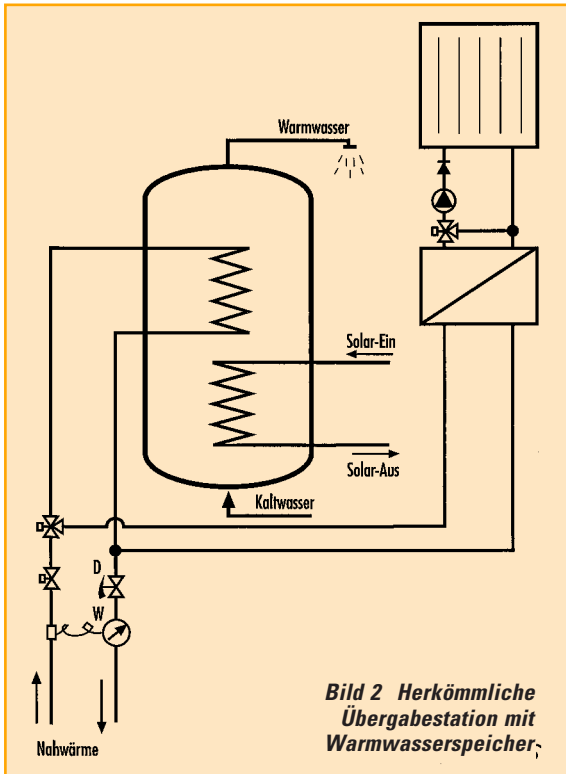 Warmwasser
Solar-Ein
Solar-Aus
Kaltwasser
D
W
Nahwärme
Bild 2 Herkömmliche
Übergabestation mit
Warmwasserspeicher